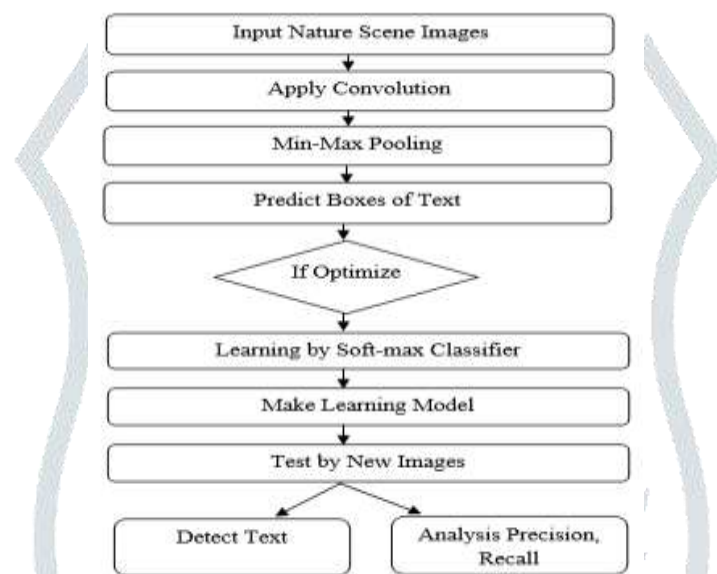 Input Nature Scene Images
Apply Convolution
Min-Max Pooling
Predict Boxes of Text
If Optimize
Learning by Soft-max Classifier
Make Learning Model
Test by New Images
Detect Text
Analysis Precision,
Recall